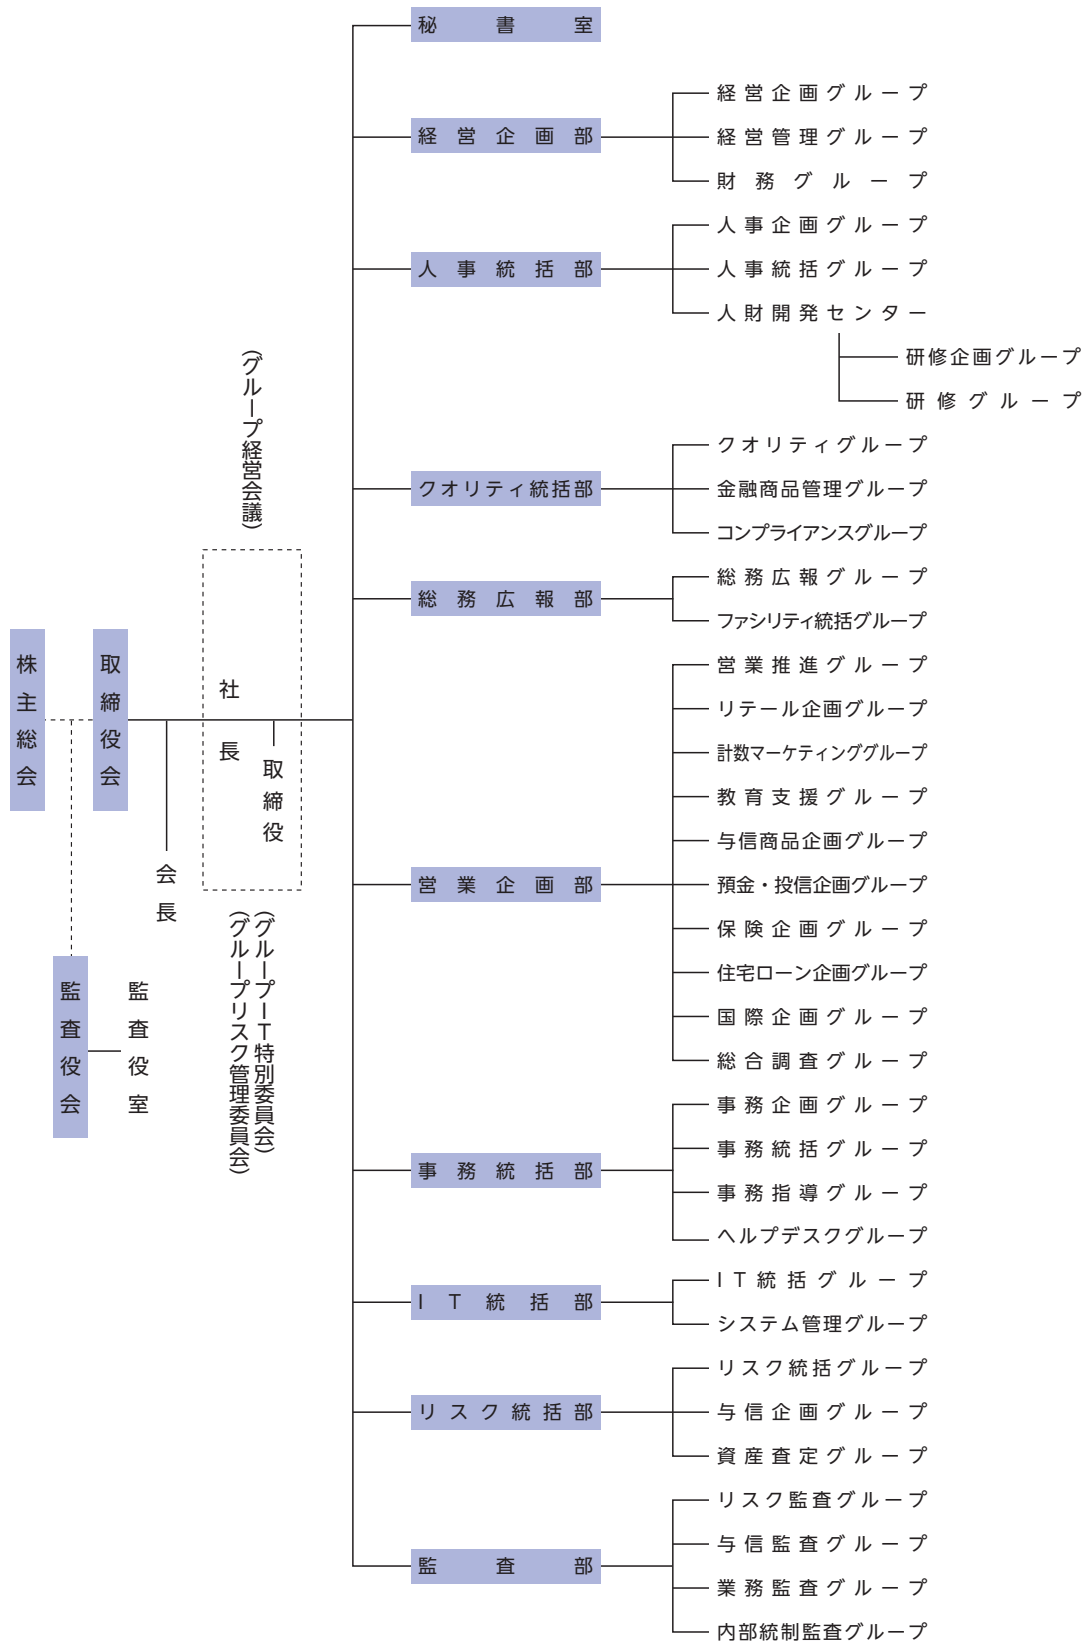 株主総会
取締役会
監査役会
監査役室
会長
(グループ経営会議)
社長
取締役
(グループIT特別委員会)
(グループリスク管理委員会)
秘書室
経営企画部
経営企画グループ
経営管理グループ
財務グループ
人事統括部
人事企画グループ
人事統括グループ
人財開発センター
研修企画グループ
研修グループ
クオリティ統括部
クオリティグループ
金融商品管理グループ
コンプライアンスグループ
総務広報部
総務広報グループ
ファシリティ統括グループ
営業企画部
営業推進グループ
リテール企画グループ
計数マーケティンググループ
教育支援グループ
与信商品企画グループ
預金・投信企画グループ
保険企画グループ
住宅ローン企画グループ
国際企画グループ
総合調査グループ
事務統括部
事務企画グループ
事務統括グループ
事務指導グループ
ヘルプデスクグループ
IT統括部
IT統括グループ
システム管理グループ
リスク統括部
リスク統括グループ
与信企画グループ
資産査定グループ
監査部
リスク監査グループ
与信監査グループ
業務監査グループ
内部統制監査グループ